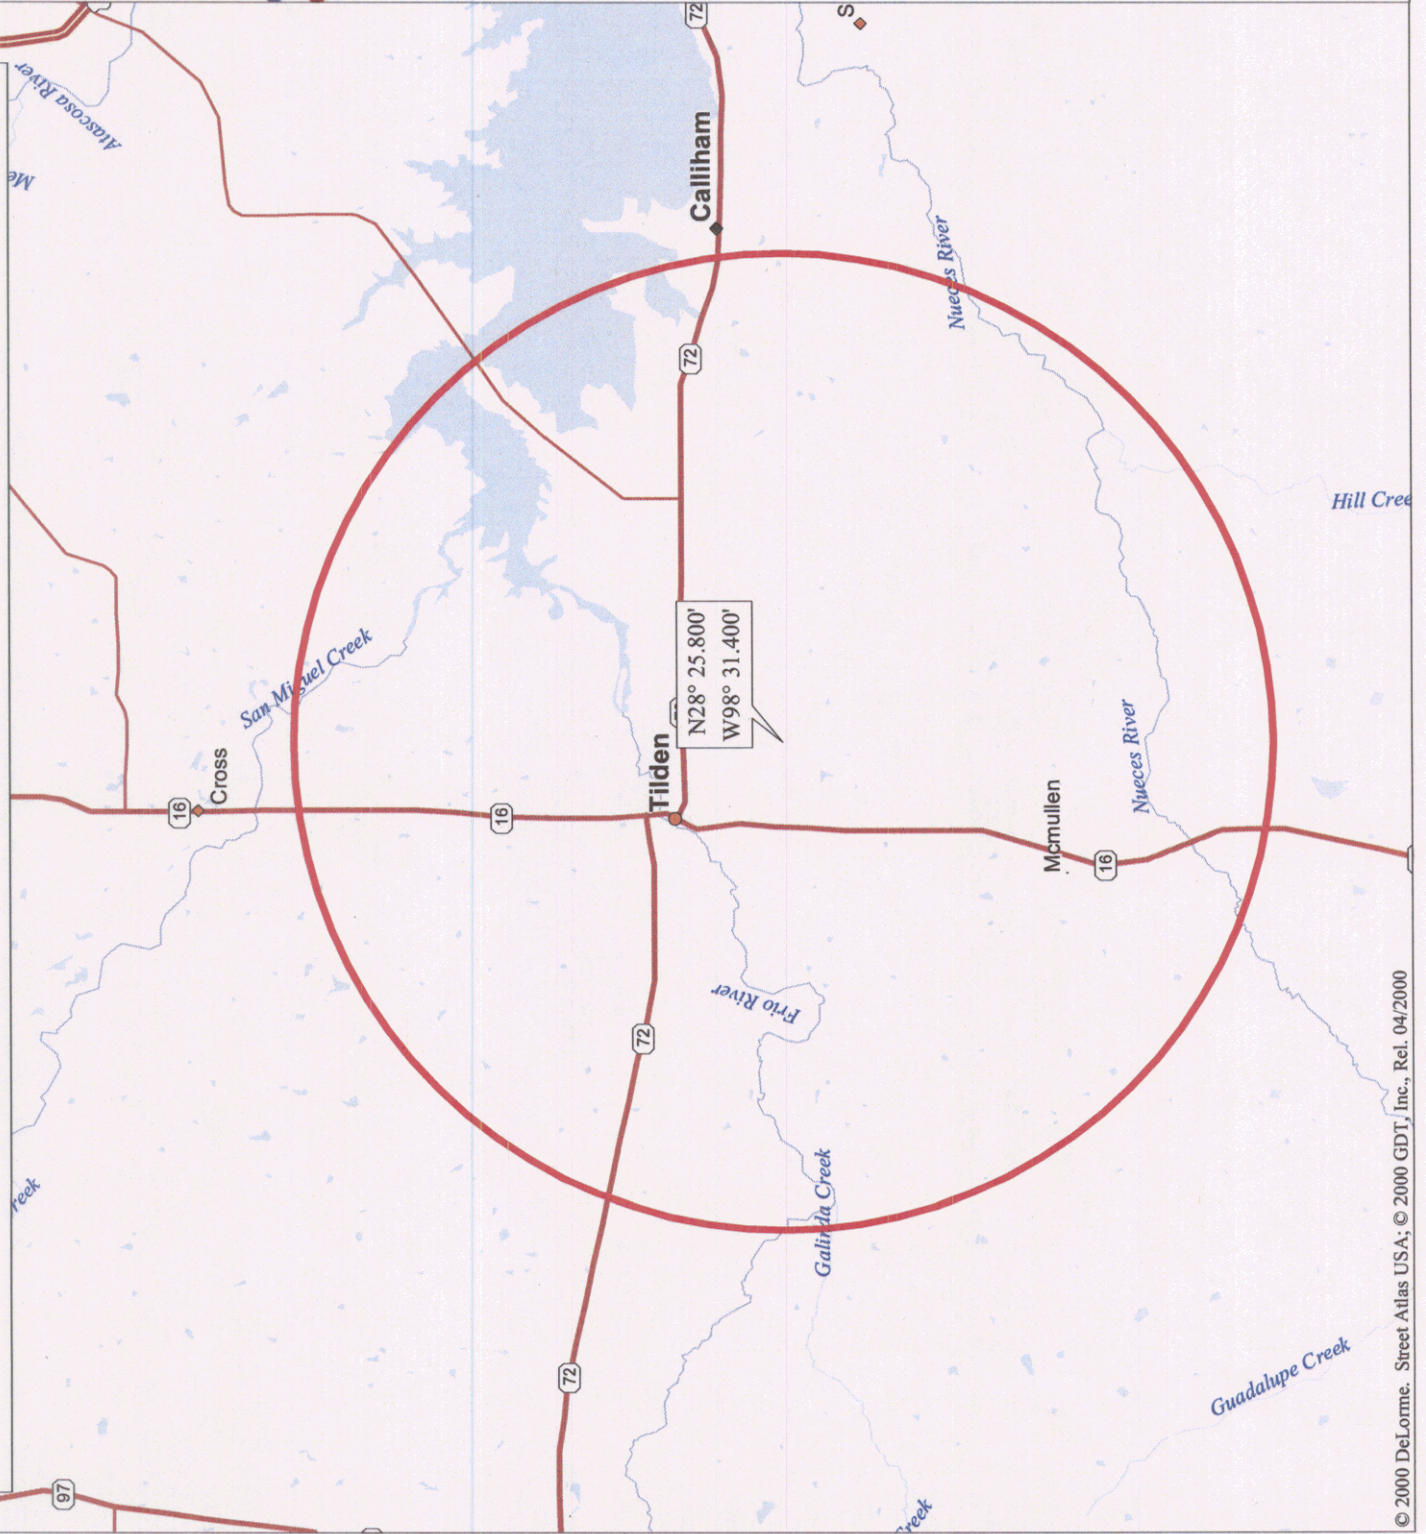 Atascosa River
Me
72
S
Calliham
Nueces River
72
Hill Cree
San Miguel Creek
N28° 25.800'
W98° 31.400'
Cross
16
16
Tilden
Mcmullen
16
Nueces River
72
Frio River
Galinda Creek
reek
72
Guadalupe Creek
97
reek
© 2000 DeLorme. Street Atlas USA; © 2000 GDT, Inc., Rel. 04/2000